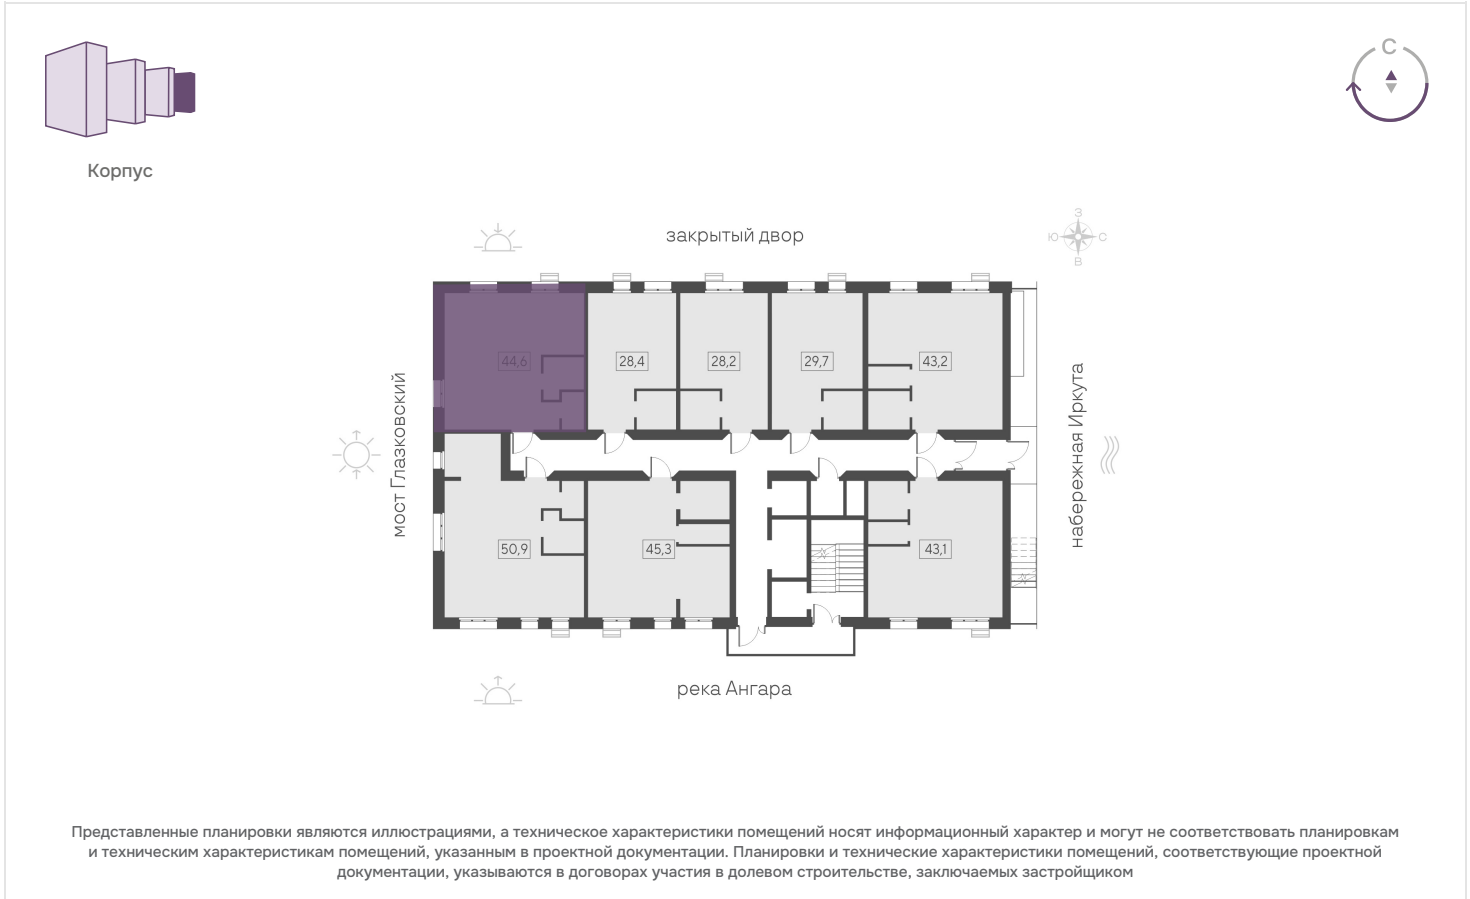 С
Корпус
закрытый двор
З
Ю
С
В
44,6
28,4
28,2
29,7
43,2
мост Глазковский
набережная Иркута
50,9
45,3
43,1
река Ангара
Представленные планировки являются иллюстрациями, а техническое характеристики помещений носят информационный характер и могут не соответствовать планировкам
и техническим характеристикам помещений, указанным в проектной документации. Планировки и технические характеристики помещений, соответствующие проектной
документации, указываются в договорах участия в долевом строительстве, заключаемых застройщиком